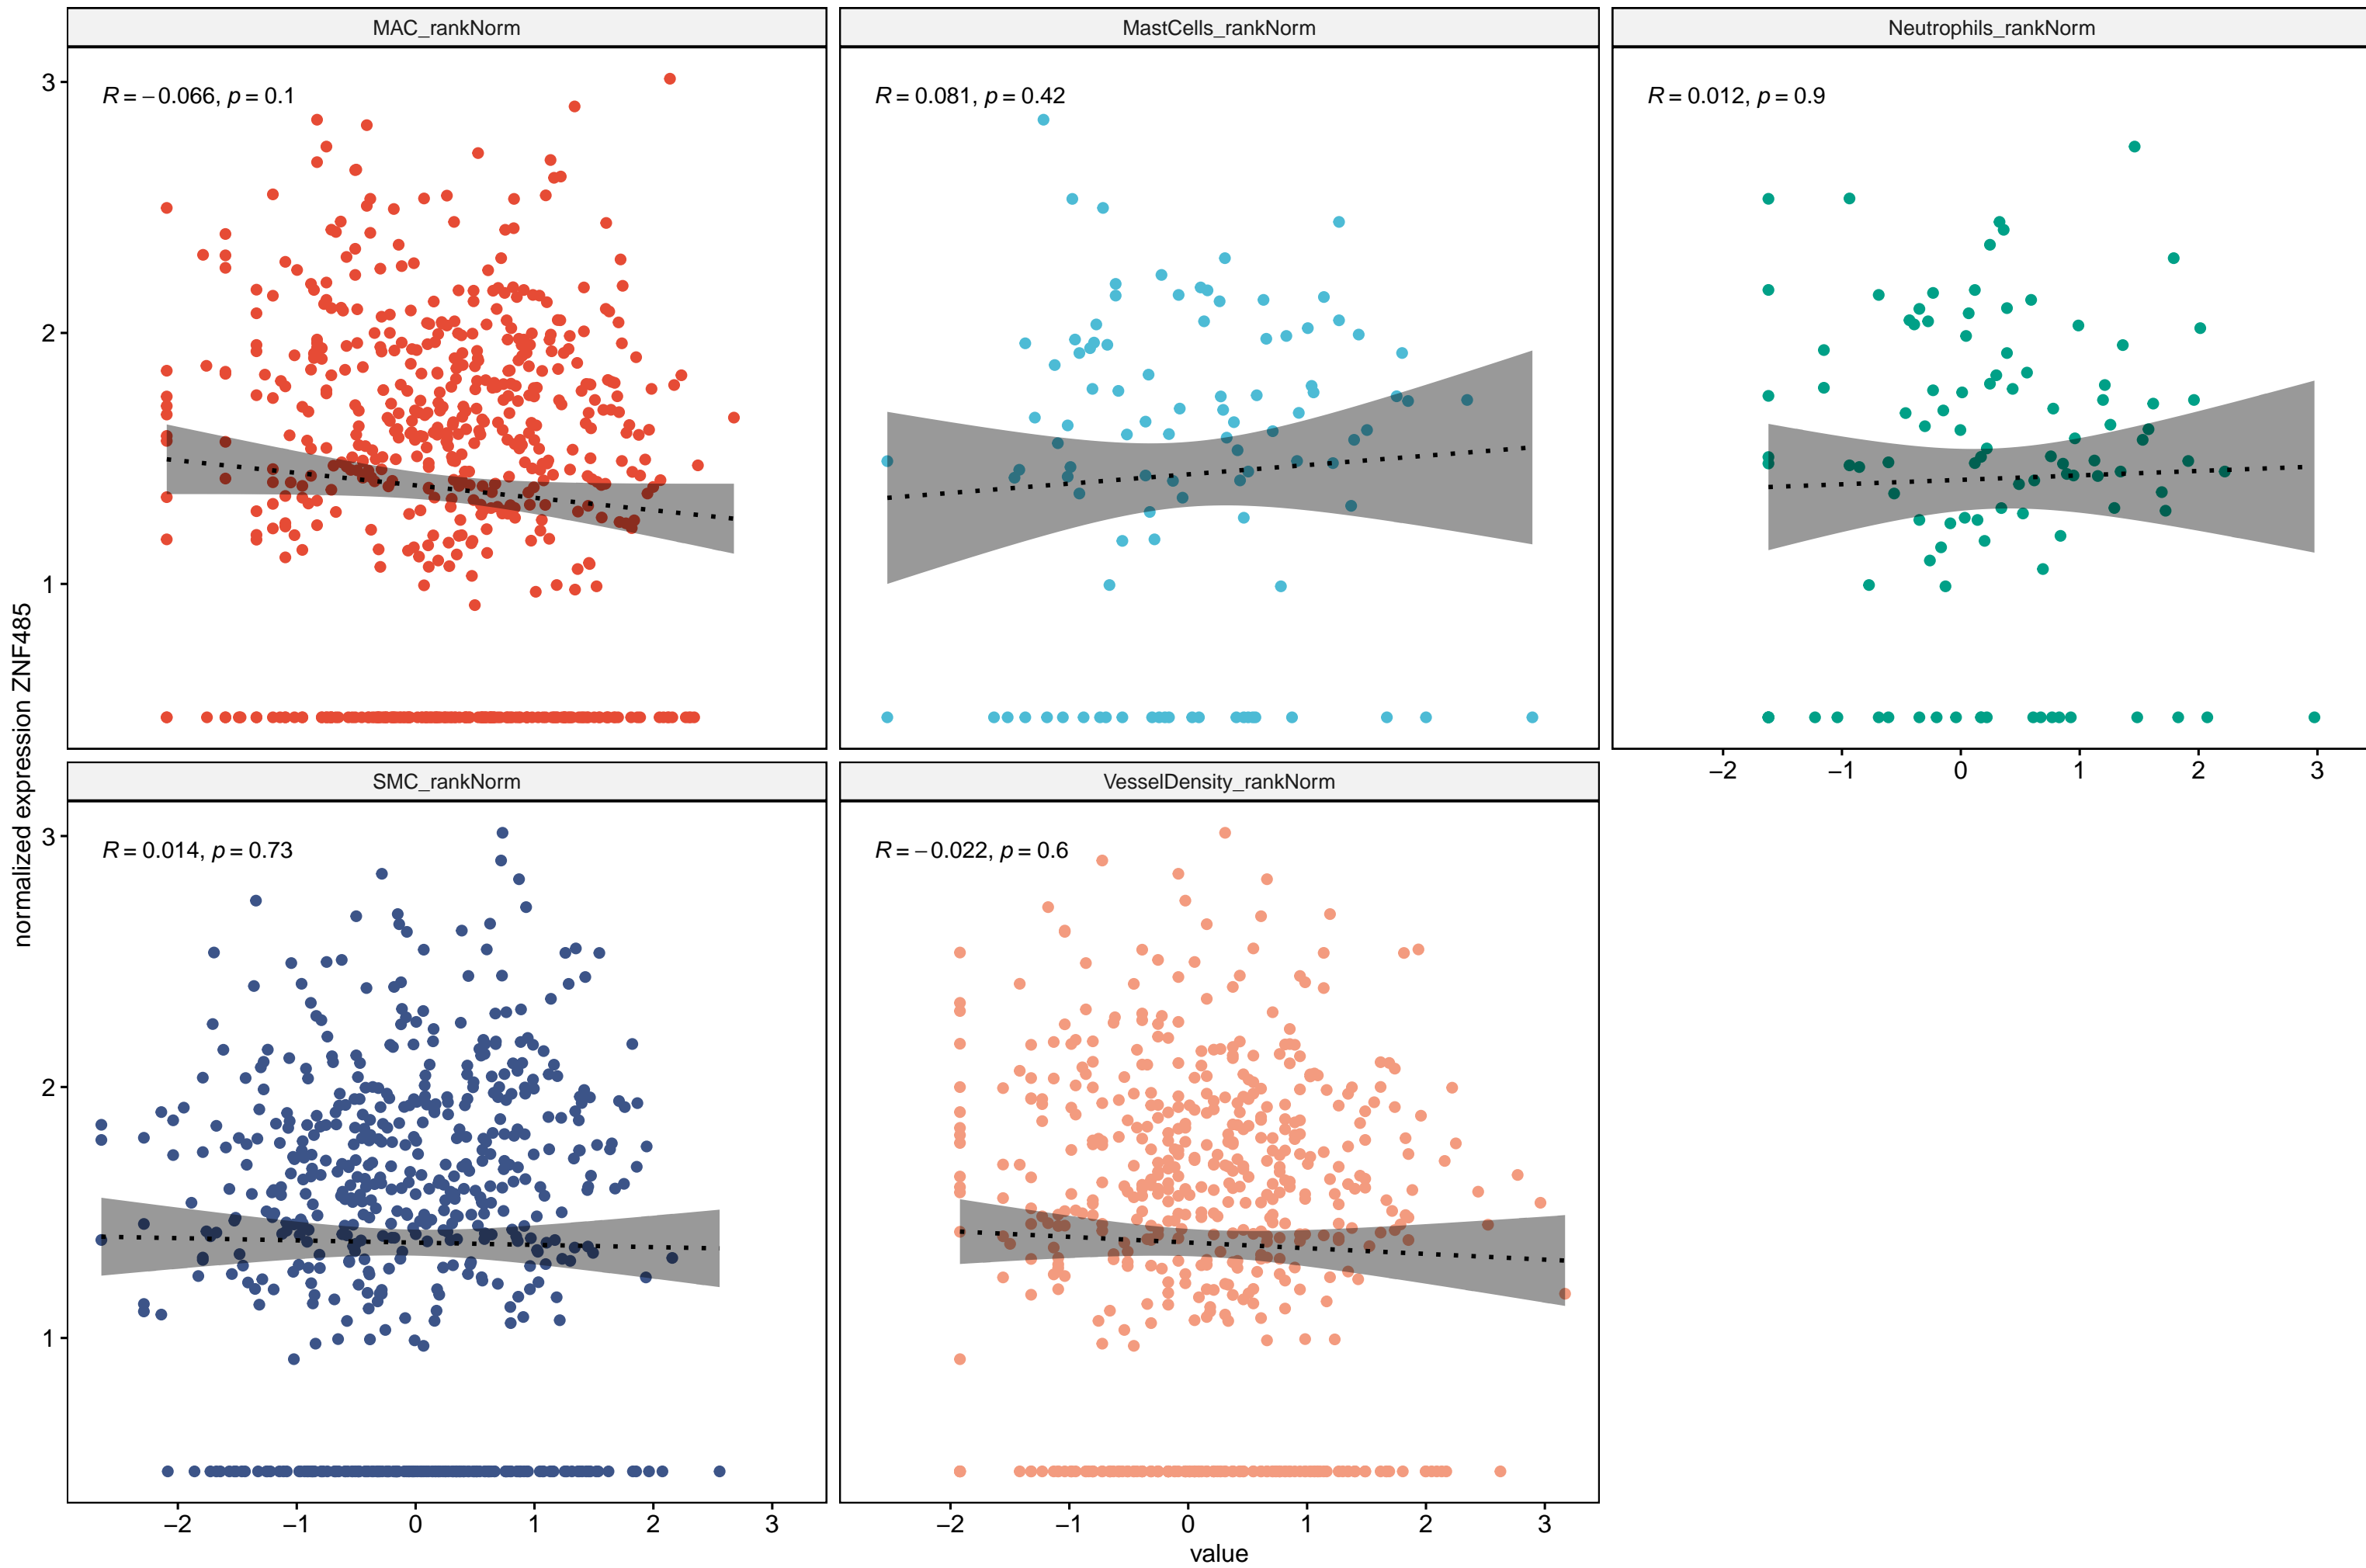 MAC_rankNorm
MastCells_rankNorm
Neutrophils_rankNorm
R = −0.066, p = 0.1
R = 0.081, p = 0.42
R = 0.012, p = 0.9
3
2
1
−2 −1 0 1 2 3
SMC_rankNorm
VesselDensity_rankNorm
R = 0.014, p = 0.73
R = −0.022, p = 0.6
3
2
1
−2 −1 0 1 2 3
−2 −1 0 1 2 3
value
normalized expression ZNF485